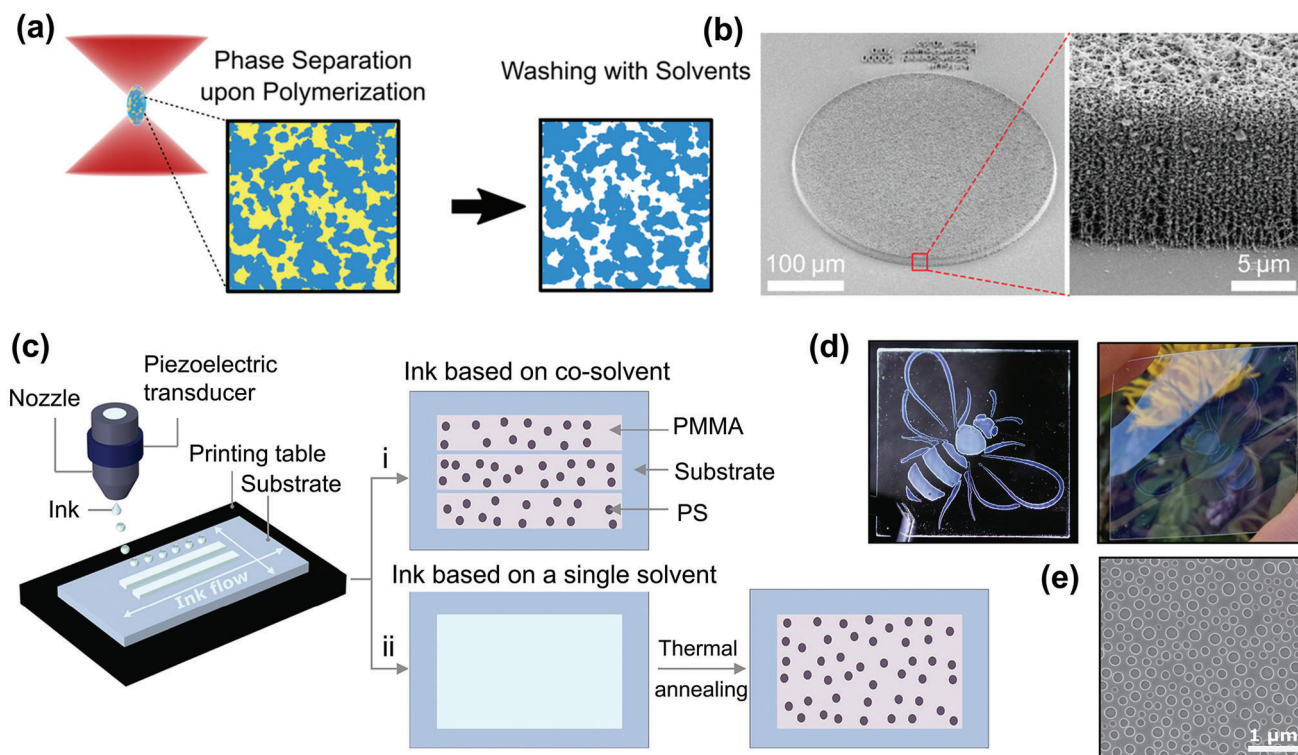 (a)
Phase Separation
upon Polymerization
Washing with Solvents
(b)
100 µm
5 µm
(c)
Nozzle
Piezoelectric
transducer
Printing table
Substrate
Ink
Ink flow
i
Ink based on co-solvent
PMMA
Substrate
PS
ii
Ink based on a single solvent
Thermal
annealing
(d)
(e)
1 µm